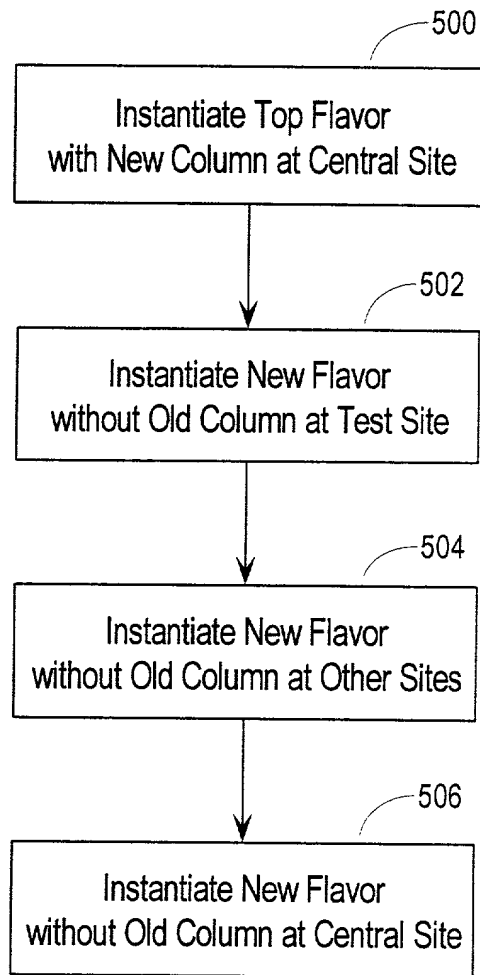 500
Instantiate Top Flavor
with New Column at Central Site
502
Instantiate New Flavor
without Old Column at Test Site
504
Instantiate New Flavor
without Old Column at Other Sites
506
Instantiate New Flavor
without Old Column at Central Site